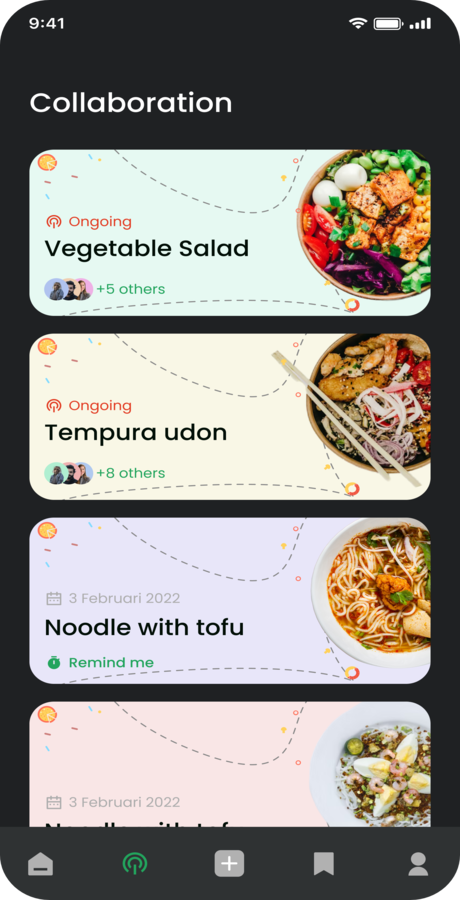 9:41
Collaboration
Ongoing
Vegetable Salad
+5 others
Ongoing
Tempura udon
+8 others
3 Februari 2022
Noodle with tofu
Remind me
3 Februari 2022